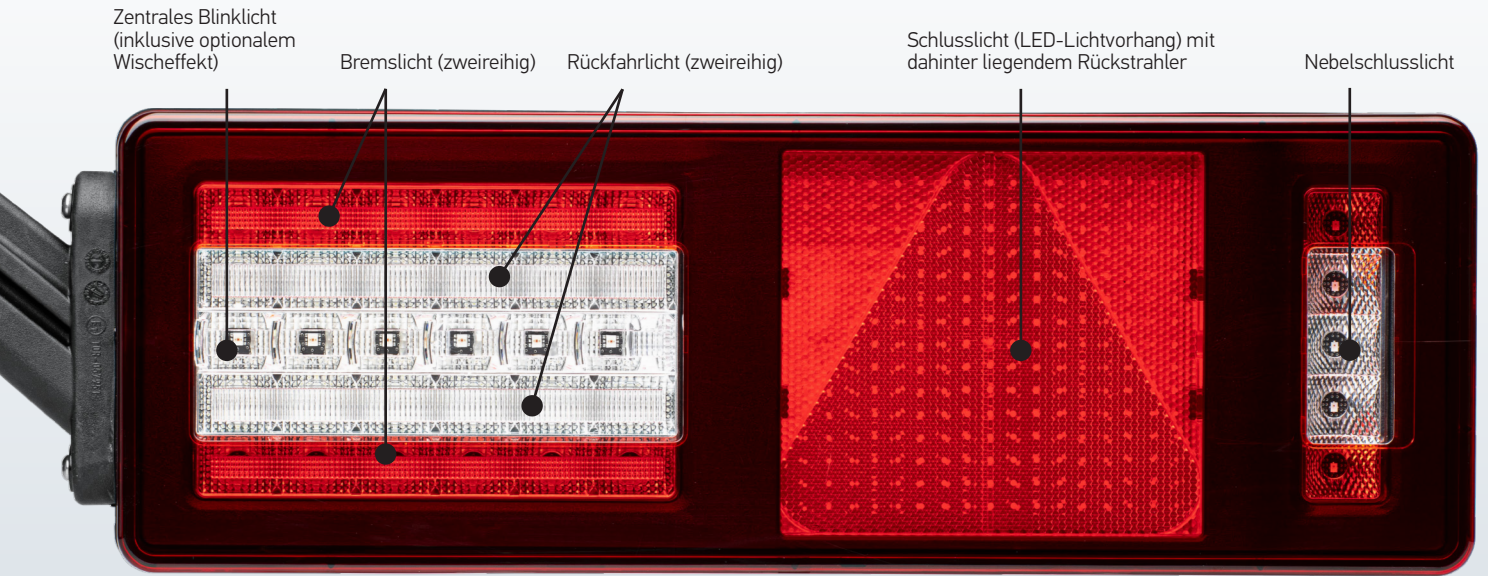 Zentrales Blinklicht
(inklusive optionalem
Wischeffekt)
Bremslicht (zweireihig)
Rückfahrlicht (zweireihig)
Schlusslicht (LED-Lichtvorhang) mit
dahinter liegendem Rückstrahler
Nebelschlusslicht